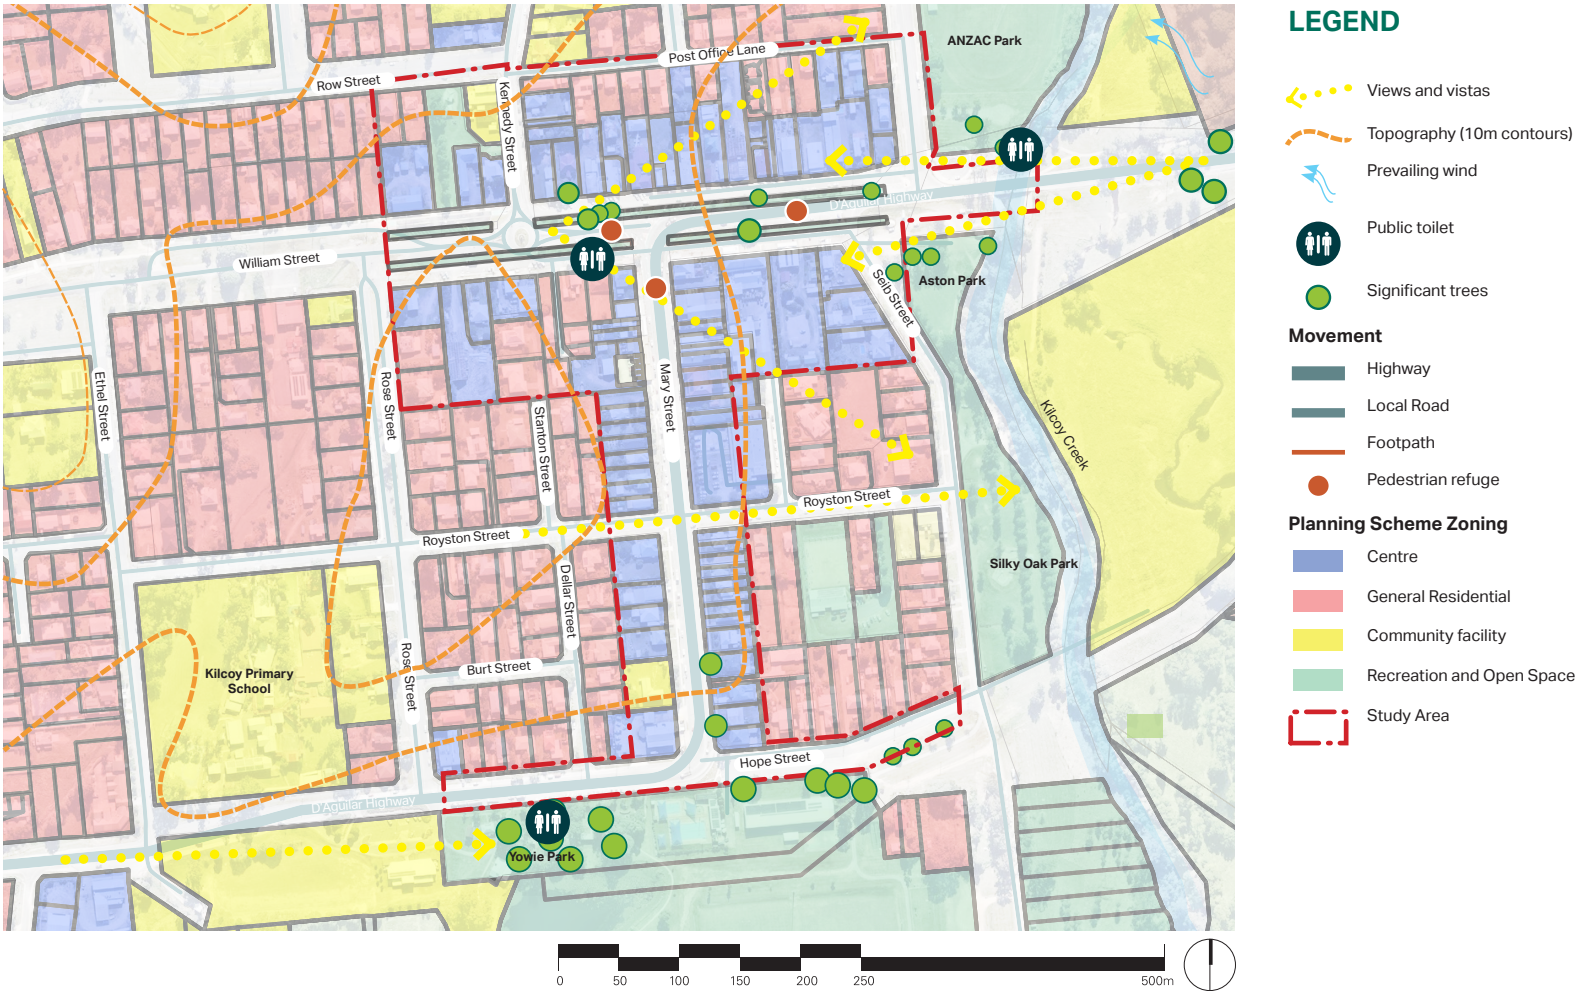 ANZAC Park
Post Office Lane
Row Street
Kennedy Street
D'Aguilar Highway
William Street
Seib Street
Aston Park
Ethel Street
Rose Street
Stanton Street
Mary Street
Kilcoy Creek
Royston Street
Royston Street
Silky Oak Park
Dellar Street
Burt Street
Rose Street
Kilcoy Primary
School
Hope Street
D'Aguilar Highway
Yowie Park
0 50 100 150 200 250 500m
LEGEND
Views and vistas
Topography (10m contours)
Prevailing wind
Public toilet
Significant trees
Movement
Highway
Local Road
Footpath
Pedestrian refuge
Planning Scheme Zoning
Centre
General Residential
Community facility
Recreation and Open Space
Study Area